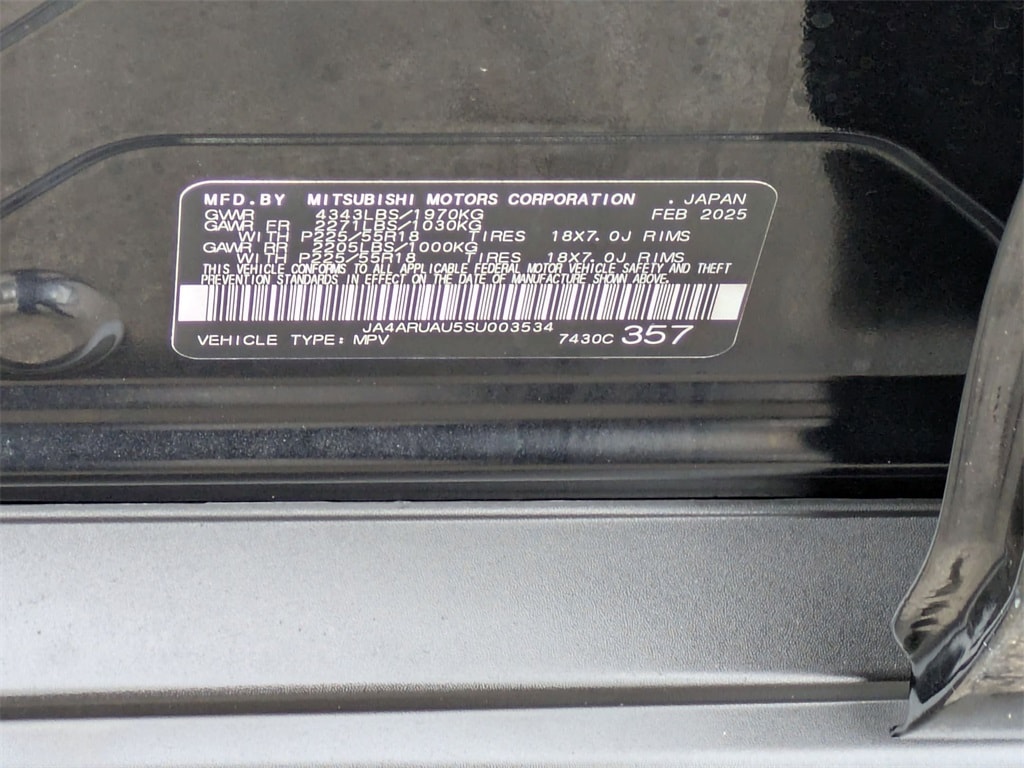 MFD.BY MITSUBISHI MOTORS CORPORATION . JAPAN
GVWR 4343LBS/1970KG FEB 2025
GAWR FR 2271LBS/1030KG
WITH P225/55R18 TIRES 18X7.0J RIMS
GAWR RR 2205LBS/1000KG
WITH P225/55R18 TIRES 18X7.0J RIMS
THIS VEHICLE CONFORMS TO ALL APPLICABLE FEDERAL MOTOR VEHICLE SAFETY AND THEFT
PREVENTION STANDARDS IN EFFECT ON THE DATE OF MANUFACTURE SHOWN ABOVE.
JA4ARUAU5SU003534
VEHICLE TYPE: MPV 7430C 357